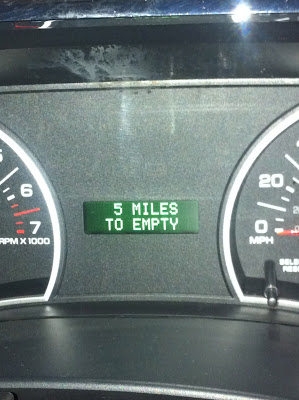 5 MILES
TO EMPTY
6
7
RPM X 1000
20
0
MPH